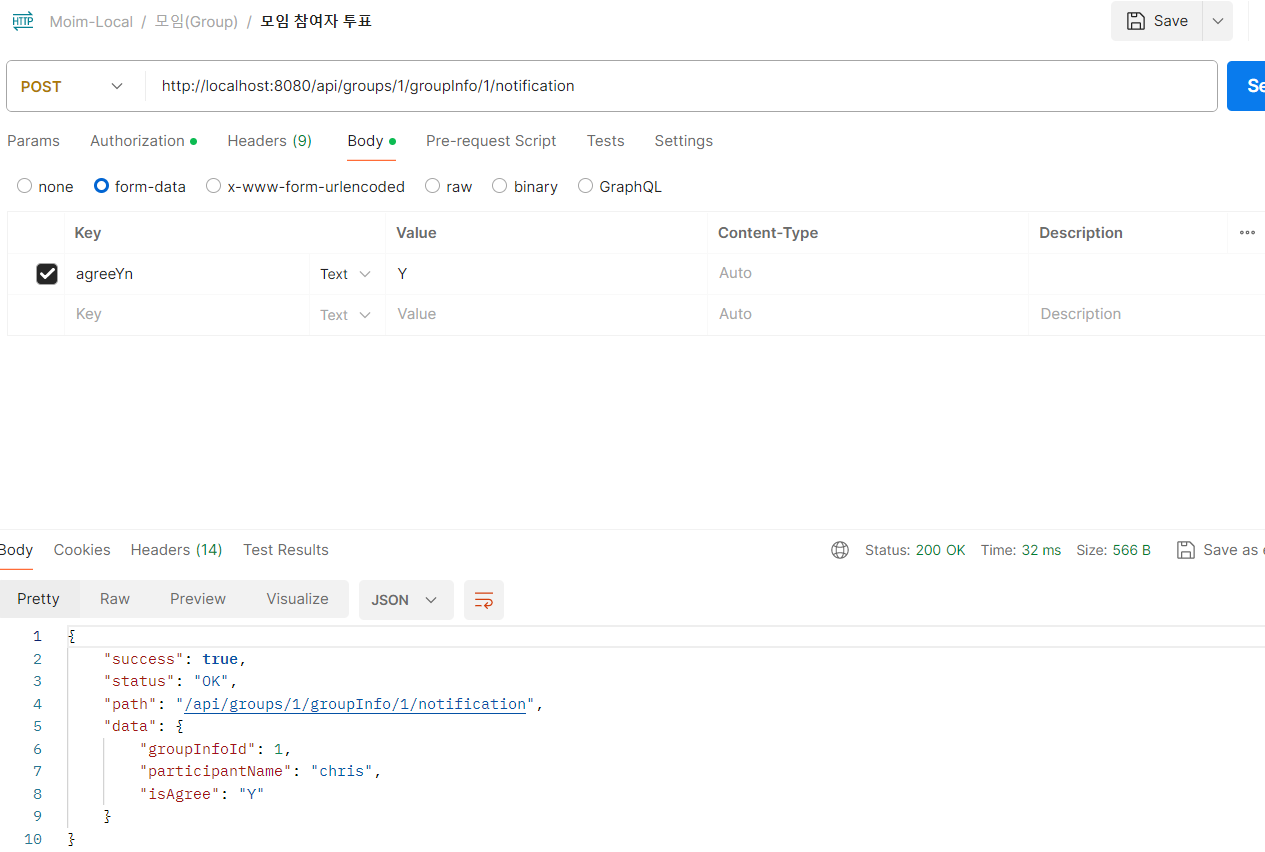 HTTP Moim-Local / 모임(Group) / 모임 참여자 투표 Save
POST http://localhost:8080/api/groups/1/groupInfo/1/notification Se
Params Authorization Headers (9) Body Pre-request Script Tests Settings
none form-data x-www-form-urlencoded raw binary GraphQL
Key Value Content-Type Description
agreeYn Text Y Auto
Key Text Value Auto Description
Body Cookies Headers (14) Test Results Status: 200 OK Time: 32 ms Size: 566 B Save as e
Pretty Raw Preview Visualize JSON
1 {
2 "success": true,
3 "status": "OK",
4 "path": "/api/groups/1/groupInfo/1/notification",
5 "data": {
6 "groupInfoId": 1,
7 "participantName": "chris",
8 "isAgree": "Y"
9 }
10 }